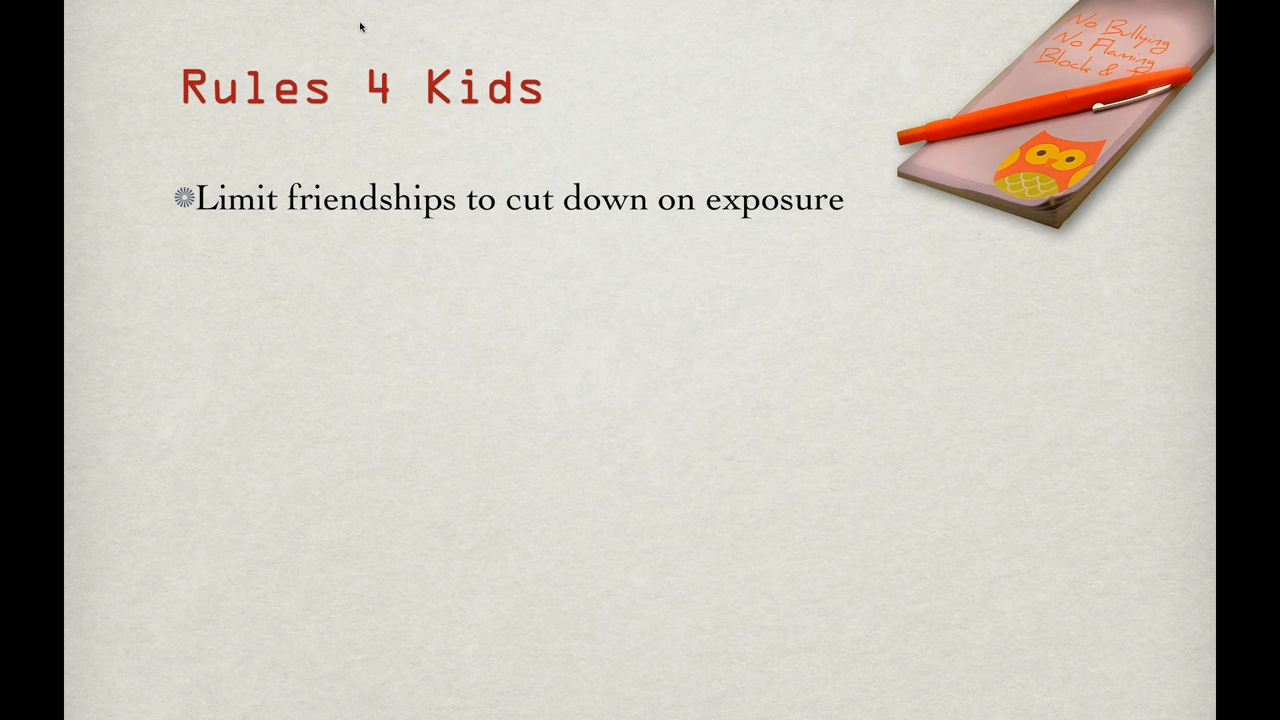 Rules 4 Kids
No Bullying
No Flaming
Block &
Limit friendships to cut down on exposure